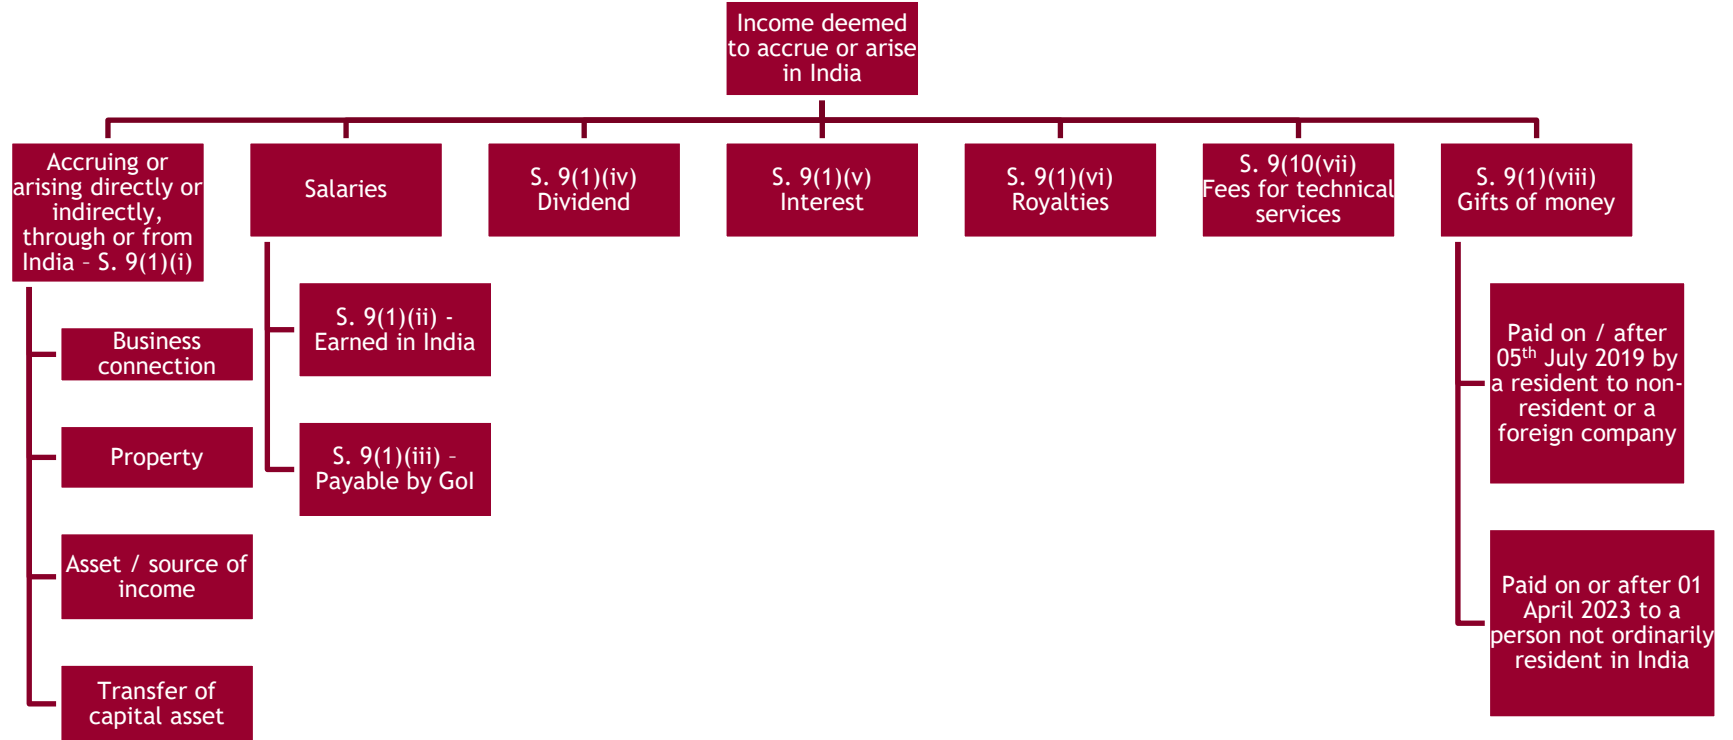 Income deemed
to accrue or arise
in India
Accruing or
arising directly or
indirectly,
through or from
India – S. 9(1)(i)
Business
connection
Property
Asset / source of
income
Transfer of
capital asset
Salaries
S. 9(1)(ii) -
Earned in India
S. 9(1)(iii) –
Payable by GoI
S. 9(1)(iv)
Dividend
S. 9(1)(v)
Interest
S. 9(1)(vi)
Royalties
S. 9(10(vii)
Fees for technical
services
S. 9(1)(viii)
Gifts of money
Paid on / after
05th July 2019 by
a resident to non-
resident or a
foreign company
Paid on or after 01
April 2023 to a
person not ordinarily
resident in India